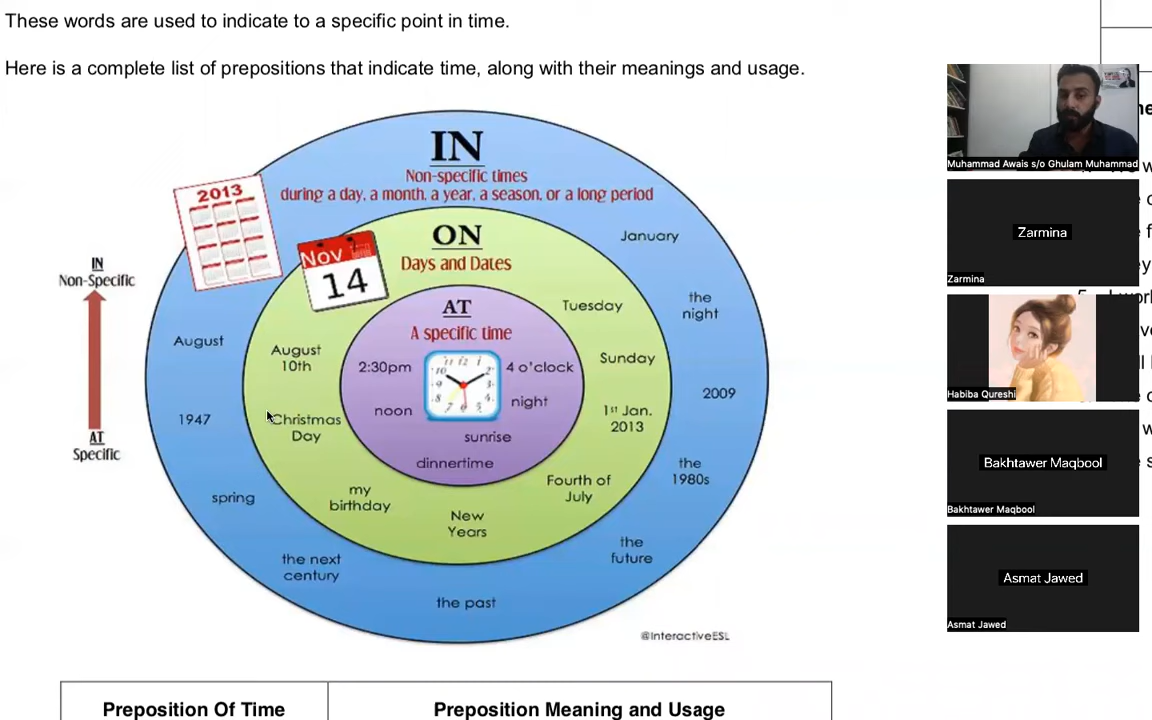 These words are used to indicate to a specific point in time.
Here is a complete list of prepositions that indicate time, along with their meanings and usage.
IN
Non-specific times
during a day, a month, a year, a season, or a long period
2013
ON
Days and Dates
Nov
14
January
IN
Non-Specific
AT
Specific
AT
A specific time
Tuesday
the
night
August
August
10th
2:30pm
4 o'clock
Sunday
2009
noon
night
1947
Christmas
Day
1st Jan.
2013
sunrise
dinnertime
the
1980s
spring
my
birthday
Fourth of
July
New
Years
the next
century
the
future
the past
@InteractiveESL
Preposition Of Time
Preposition Meaning and Usage
Muhammad Awais s/o Ghulam Muhammad
Zarmina
Zarmina
Habiba Qureshi
Bakhtawer Maqbool
Bakhtawer Maqbool
Asmat Jawed
Asmat Jawed